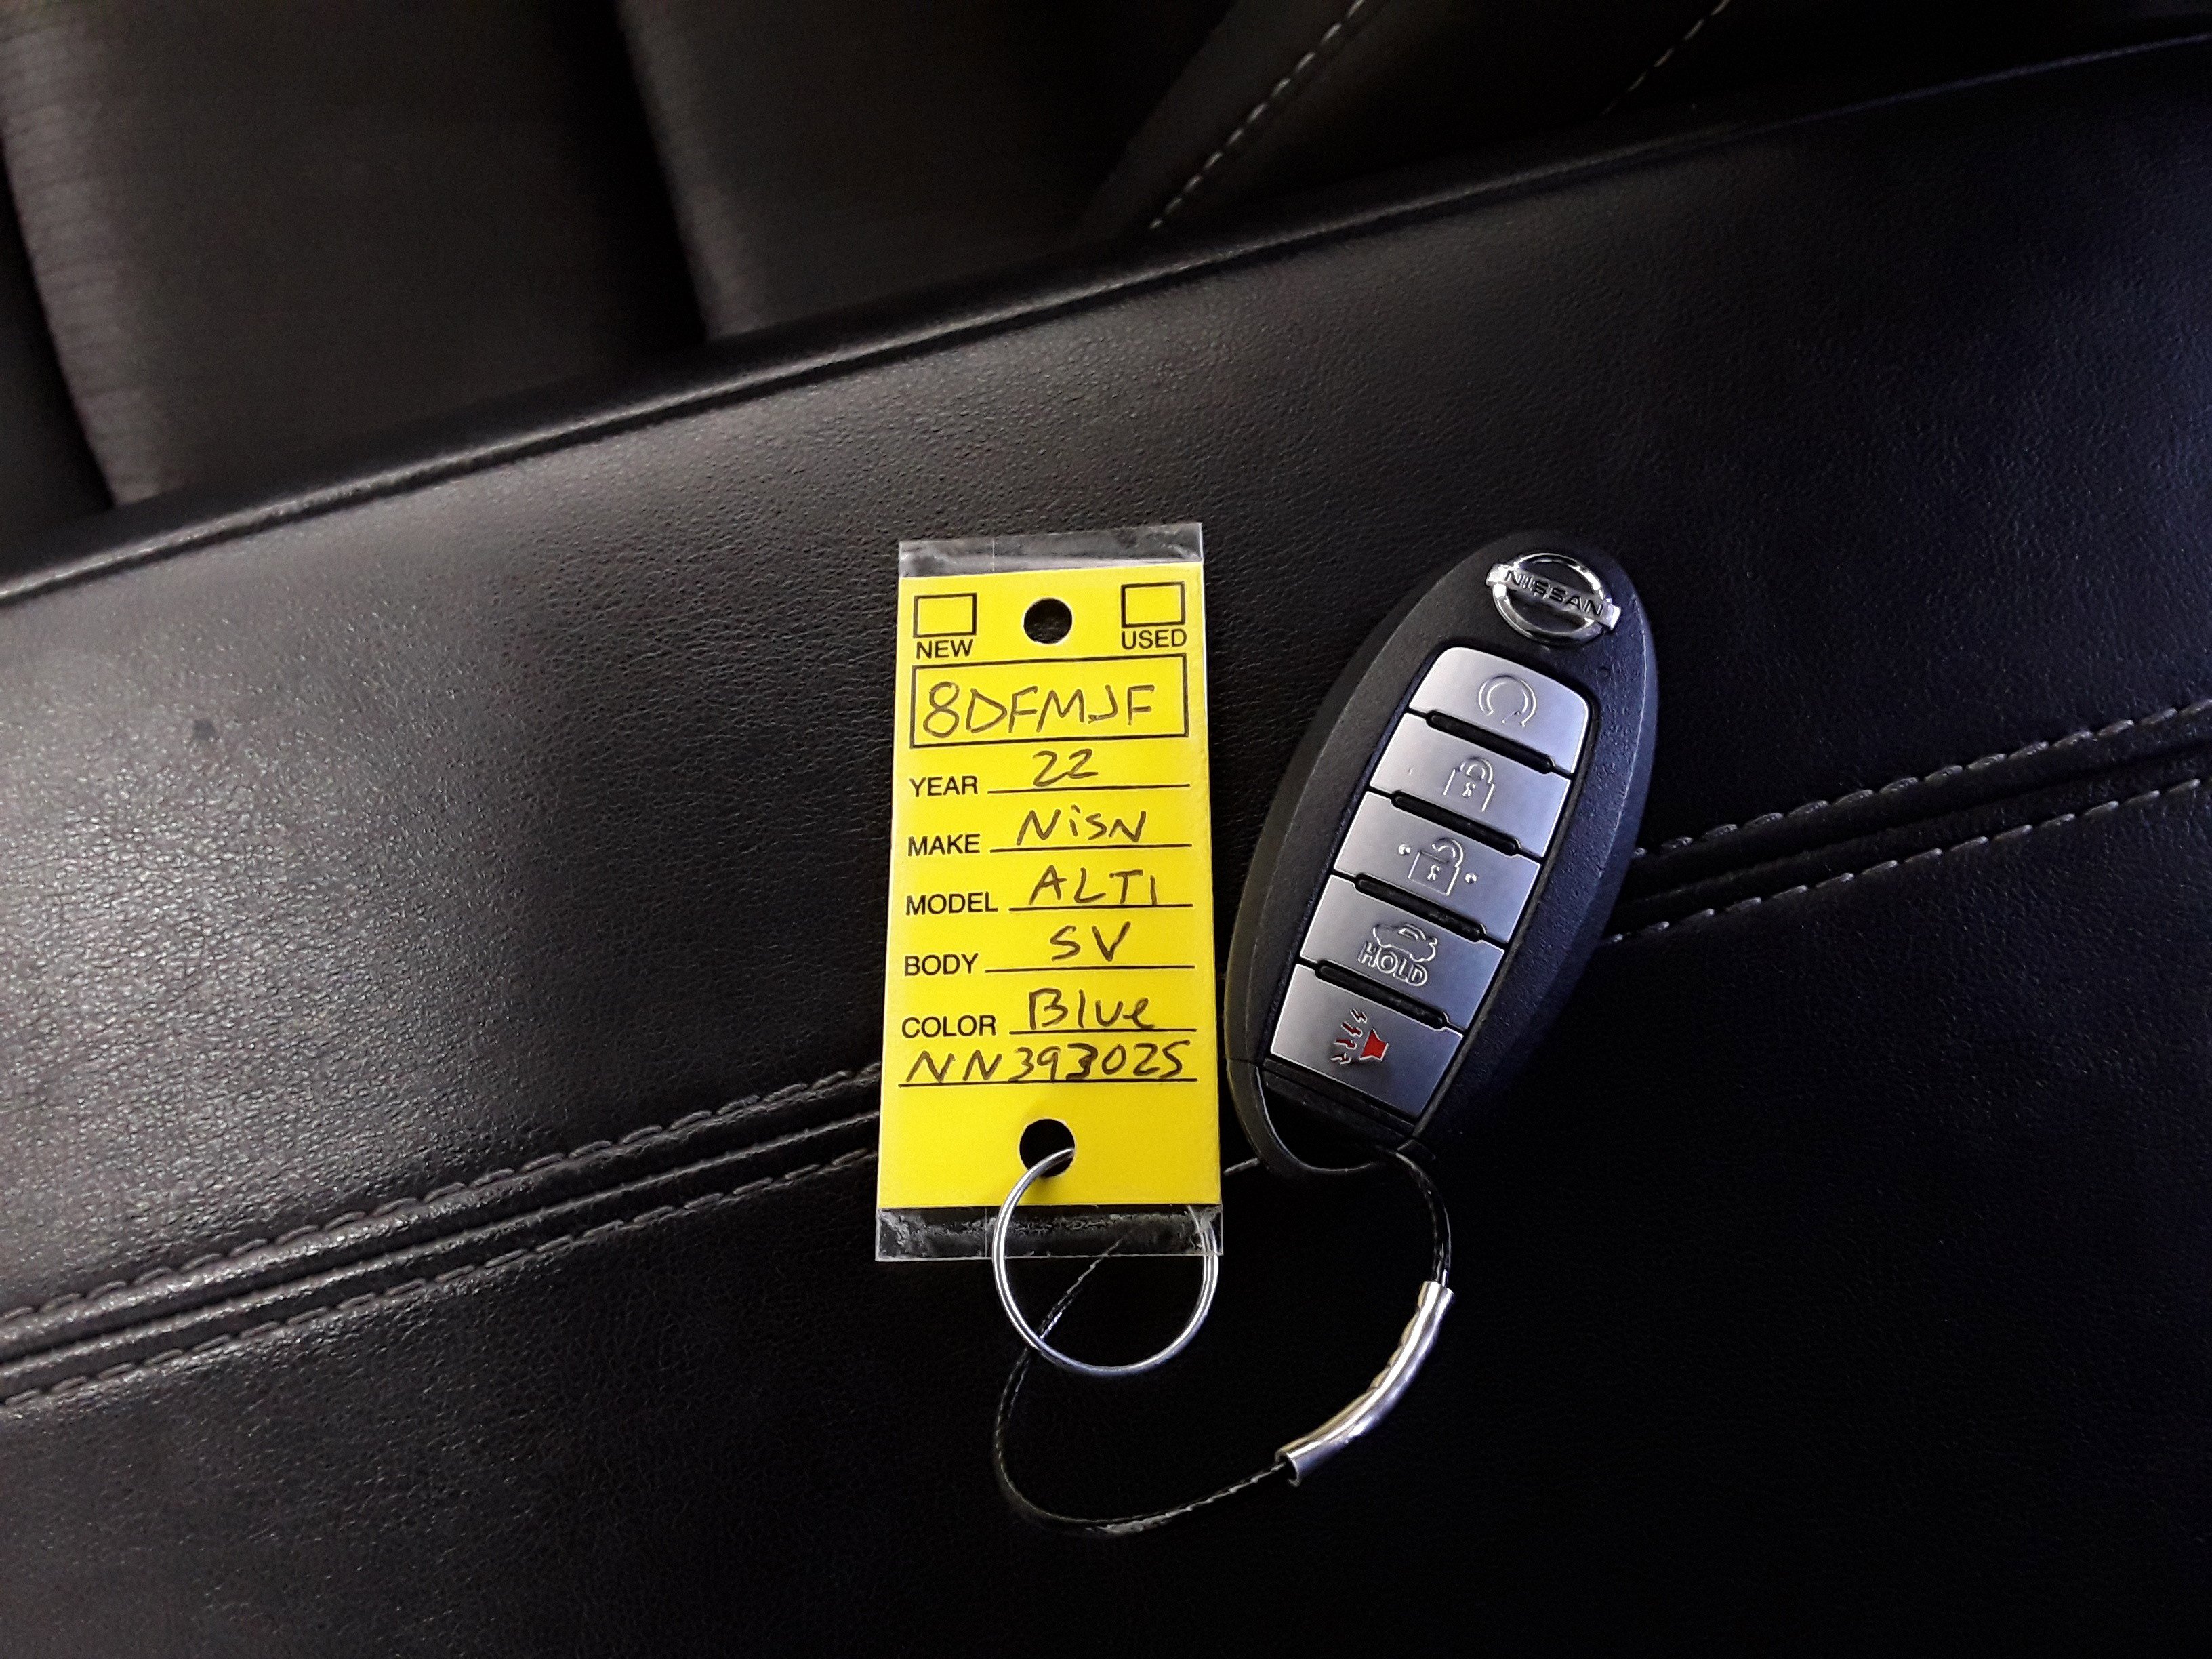 NEW USED
8DFMJF
YEAR 22
MAKE NiSN
MODEL ALTI
BODY SV
COLOR Blue
NN393025
NISSAN
HOLD